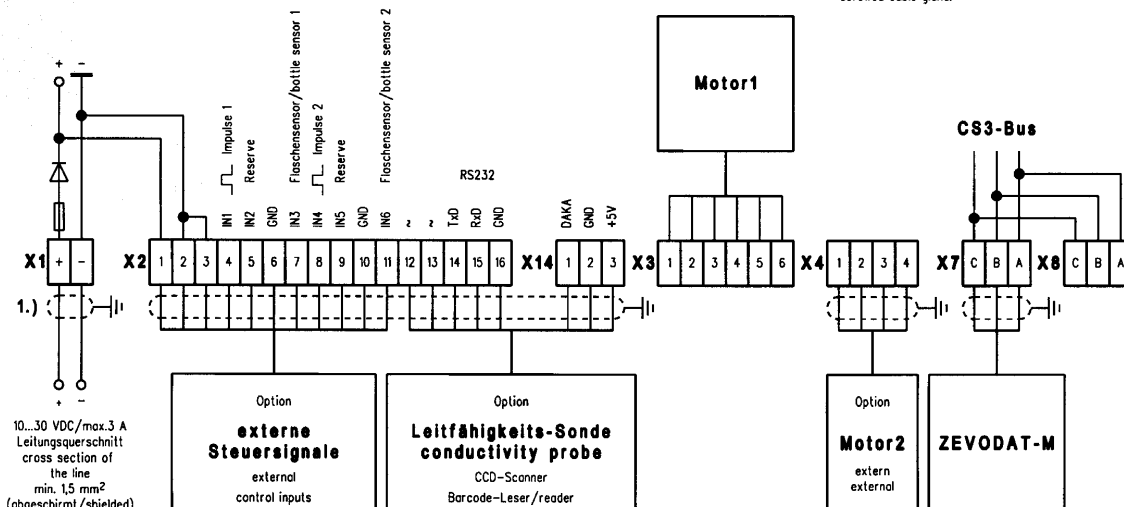 Motor1
CS3-Bus
+ -
Impulse 1
Reserve
Flaschensensor/bottle sensor 1
Impulse 2
Reserve
Flaschensensor/bottle sensor 2
RS232
IN1 IN2 GND IN3 IN4 IN5 GND IN6 ~ ~ TxD RxD GND
DAKA GND +5V
X1 + -
X2 1 2 3 4 5 6 7 8 9 10 11 12 13 14 15 16
X14 1 2 3
X3 1 2 3 4 5 6
X4 1 2 3 4
X7 C B A
X8 C B A
1.)
+ -
10...30 VDC/max.3 A
Leitungsquerschnitt
cross section of
the line
min. 1,5 mm²
(abgeschirmt/shielded)
Option
externe
Steuersignale
external
control inputs
Option
Leitfähigkeits-Sonde
conductivity probe
CCD-Scanner
Barcode-Leser/reader
Option
Motor2
extern
external
ZEVODAT-M